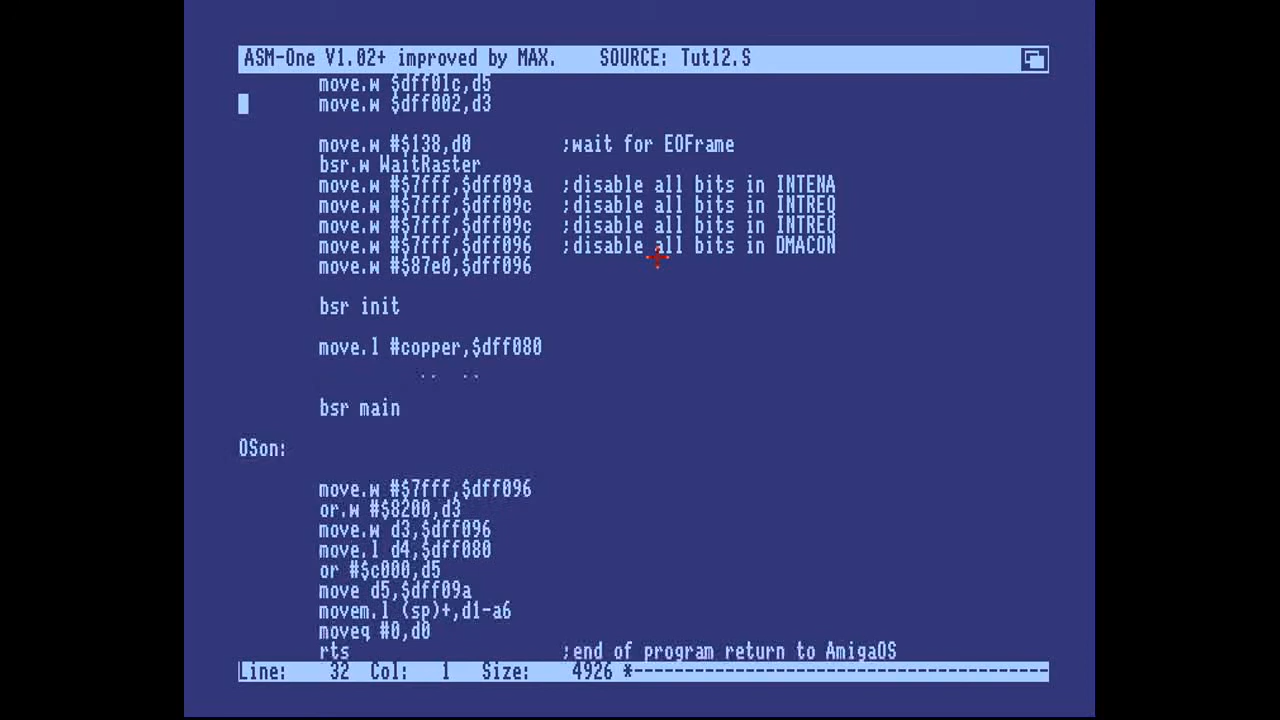 ASM-One V1.02+ improved by MAX. SOURCE: Tut12.S
move.w $dff01c,d5
move.w $dff002,d3
move.w #$138,d0 ;wait for EOFrame
bsr.w WaitRaster
move.w #$7fff,$dff09a ;disable all bits in INTENA
move.w #$7fff,$dff09c ;disable all bits in INTREQ
move.w #$7fff,$dff09c ;disable all bits in INTREQ
move.w #$7fff,$dff096 ;disable all bits in DMACON
move.w #$87e0,$dff096
bsr init
move.l #copper,$dff080
bsr main
OSon:
move.w #$7fff,$dff096
or.w #$8200,d3
move.w d3,$dff096
move.l d4,$dff080
or #$c000,d5
move d5,$dff09a
movem.l (sp)+,d1-a6
moveq #0,d0
rts ;end of program return to AmigaOS
Line: 32 Col: 1 Size: 4926 *-----------------------------------